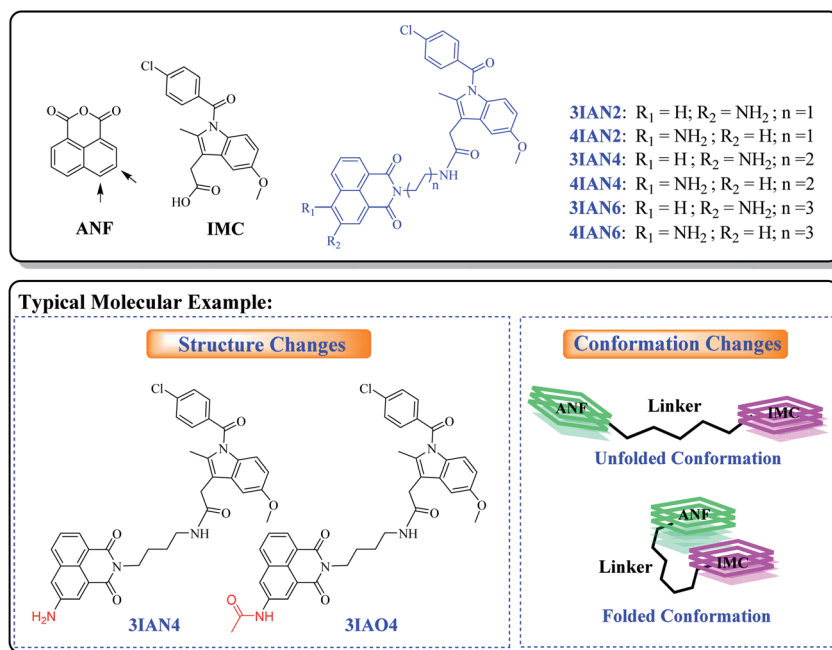 Cl
N
O
O
HO
O
O O O
ANF
IMC
Cl
N
O
O
O
NH
O
N
n
O
R₁
R₂
3IAN2: R₁ = H; R₂ = NH₂ ; n =1
4IAN2: R₁ = NH₂ ; R₂ = H; n =1
3IAN4: R₁ = H ; R₂ = NH₂; n =2
4IAN4: R₁ = NH₂ ; R₂ = H; n =2
3IAN6: R₁ = H ; R₂ = NH₂; n =3
4IAN6: R₁ = NH₂ ; R₂ = H; n =3
Typical Molecular Example:
Structure Changes
Cl
O
N
O
O
NH
O
N
O
H₂N
3IAN4
Cl
O
N
O
O
NH
O
N
O
O
NH
3IAO4
Conformation Changes
ANF
Linker
IMC
Unfolded Conformation
ANF
Linker
IMC
Folded Conformation